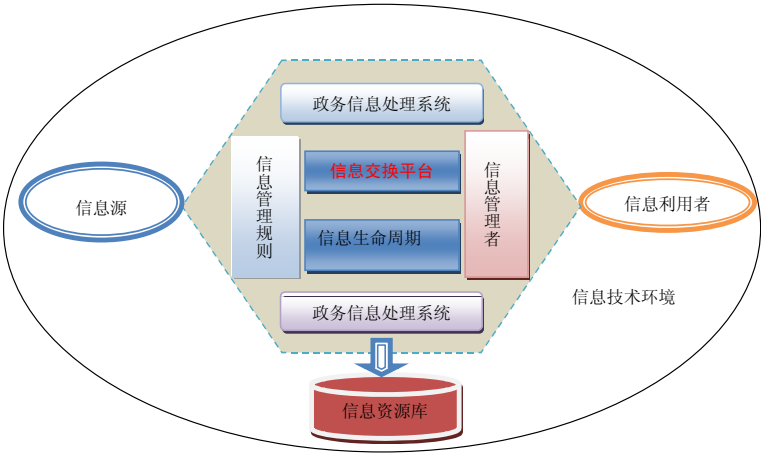 政务信息处理系统
信息管理规则
信息交换平台
信息生命周期
信息管理者
信息源
信息利用者
信息技术环境
政务信息处理系统
信息资源库